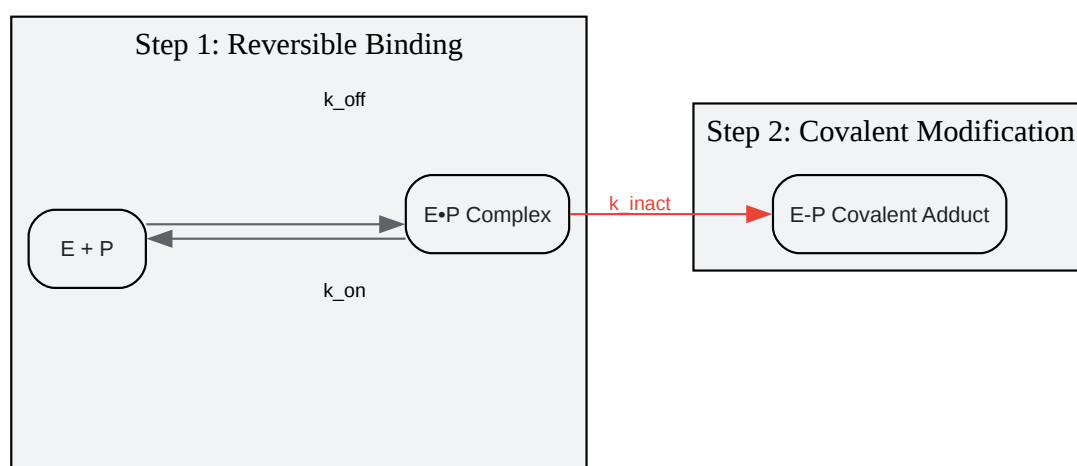 Step 1: Reversible Binding
k_off
Step 2: Covalent Modification
E•P Complex
k_inact
E-P Covalent Adduct
E + P
k_on